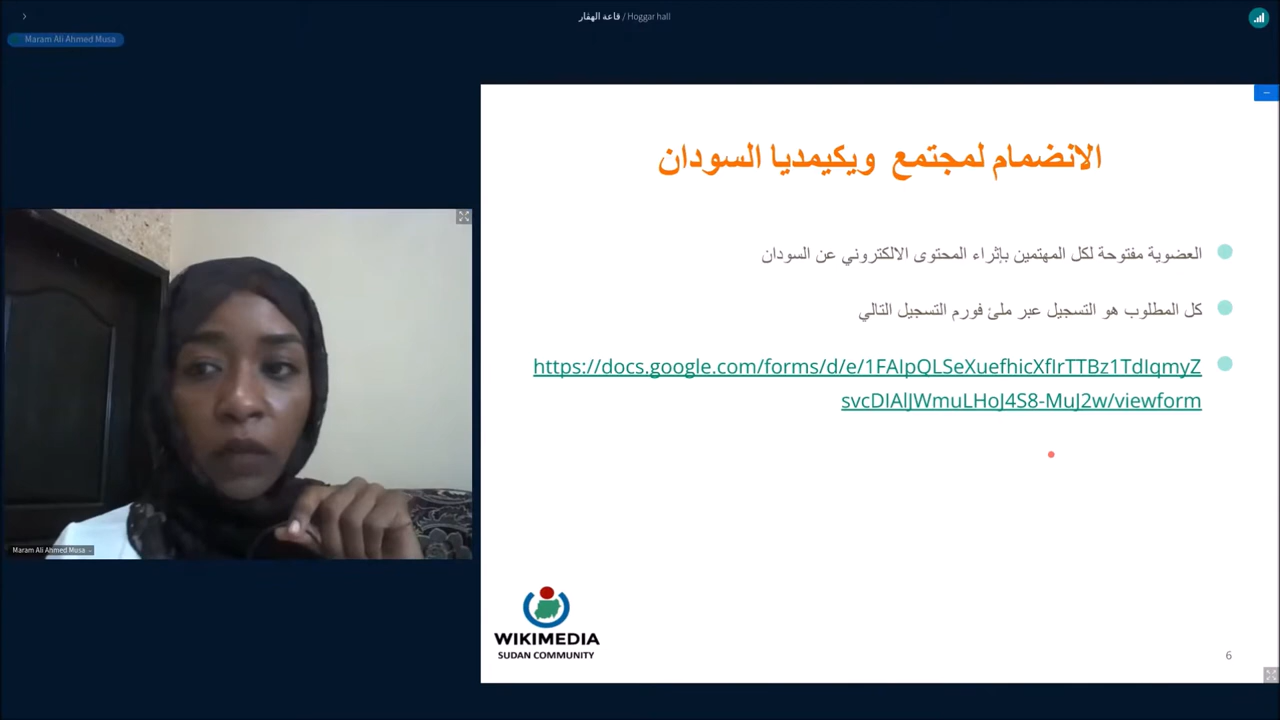 قاعة الهقار / Hoggar hall
Maram Ali Ahmed Musa
الانضمام لمجتمع ويكيمديا السودان
العضوية مفتوحة لكل المهتمين بإثراء المحتوى الالكتروني عن السودان
كل المطلوب هو التسجيل عبر ملئ فورم التسجيل التالي
https://docs.google.com/forms/d/e/1FAIpQLSeXuefhicXfIrTTBz1TdIqmyZ
svcDIAlJWmuLHoJ4S8-MuJ2w/viewform
Maram Ali Ahmed Musa
WIKIMEDIA
SUDAN COMMUNITY
6